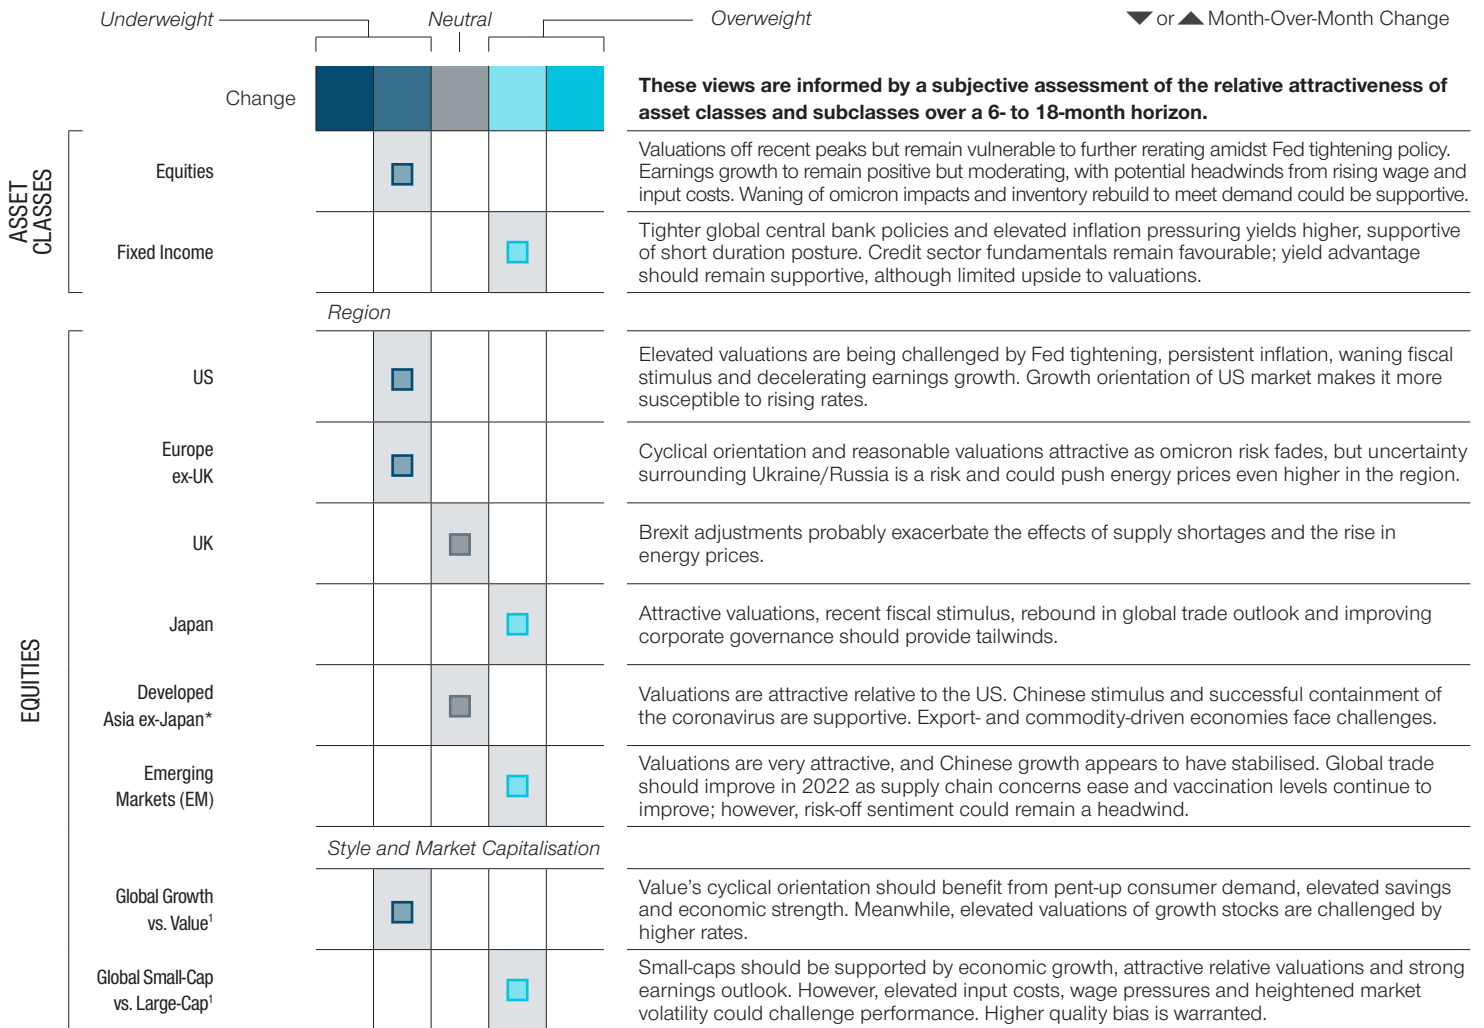 Underweight
Neutral
Overweight
▼ or ▲ Month-Over-Month Change
Change
These views are informed by a subjective assessment of the relative attractiveness of
asset classes and subclasses over a 6- to 18-month horizon.
ASSET
CLASSES
Equities
Valuations off recent peaks but remain vulnerable to further rerating amidst Fed tightening policy.
Earnings growth to remain positive but moderating, with potential headwinds from rising wage and
input costs. Waning of omicron impacts and inventory rebuild to meet demand could be supportive.
Fixed Income
Tighter global central bank policies and elevated inflation pressuring yields higher, supportive
of short duration posture. Credit sector fundamentals remain favourable; yield advantage
should remain supportive, although limited upside to valuations.
EQUITIES
Region
US
Elevated valuations are being challenged by Fed tightening, persistent inflation, waning fiscal
stimulus and decelerating earnings growth. Growth orientation of US market makes it more
susceptible to rising rates.
Europe
ex-UK
Cyclical orientation and reasonable valuations attractive as omicron risk fades, but uncertainty
surrounding Ukraine/Russia is a risk and could push energy prices even higher in the region.
UK
Brexit adjustments probably exacerbate the effects of supply shortages and the rise in
energy prices.
Japan
Attractive valuations, recent fiscal stimulus, rebound in global trade outlook and improving
corporate governance should provide tailwinds.
Developed
Asia ex-Japan*
Valuations are attractive relative to the US. Chinese stimulus and successful containment of
the coronavirus are supportive. Export- and commodity-driven economies face challenges.
Emerging
Markets (EM)
Valuations are very attractive, and Chinese growth appears to have stabilised. Global trade
should improve in 2022 as supply chain concerns ease and vaccination levels continue to
improve; however, risk-off sentiment could remain a headwind.
Style and Market Capitalisation
Global Growth
vs. Value¹
Value's cyclical orientation should benefit from pent-up consumer demand, elevated savings
and economic strength. Meanwhile, elevated valuations of growth stocks are challenged by
higher rates.
Global Small-Cap
vs. Large-Cap¹
Small-caps should be supported by economic growth, attractive relative valuations and strong
earnings outlook. However, elevated input costs, wage pressures and heightened market
volatility could challenge performance. Higher quality bias is warranted.